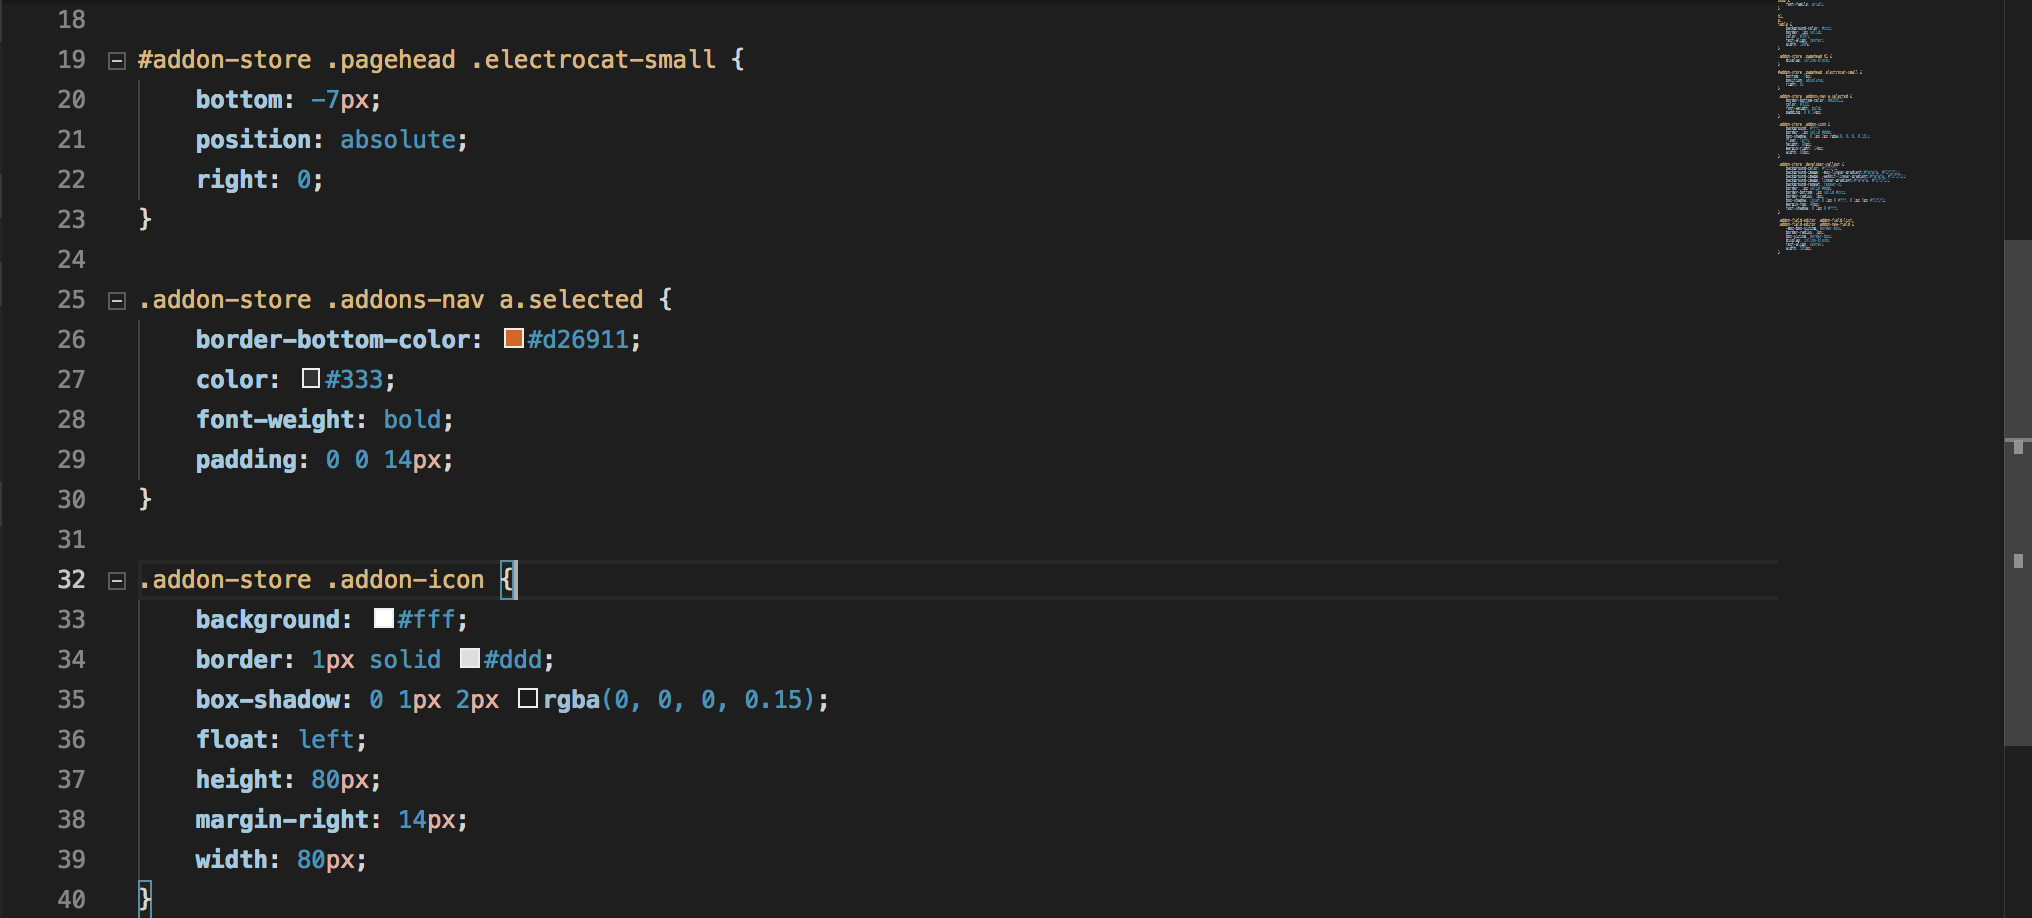 18
19 #addon-store .pagehead .electrocat-small {
20 bottom: -7px;
21 position: absolute;
22 right: 0;
23 }
24
25 .addon-store .addons-nav a.selected {
26 border-bottom-color: #d26911;
27 color: #333;
28 font-weight: bold;
29 padding: 0 0 14px;
30 }
31
32 .addon-store .addon-icon {
33 background: #fff;
34 border: 1px solid #ddd;
35 box-shadow: 0 1px 2px rgba(0, 0, 0, 0.15);
36 float: left;
37 height: 80px;
38 margin-right: 14px;
39 width: 80px;
40 }